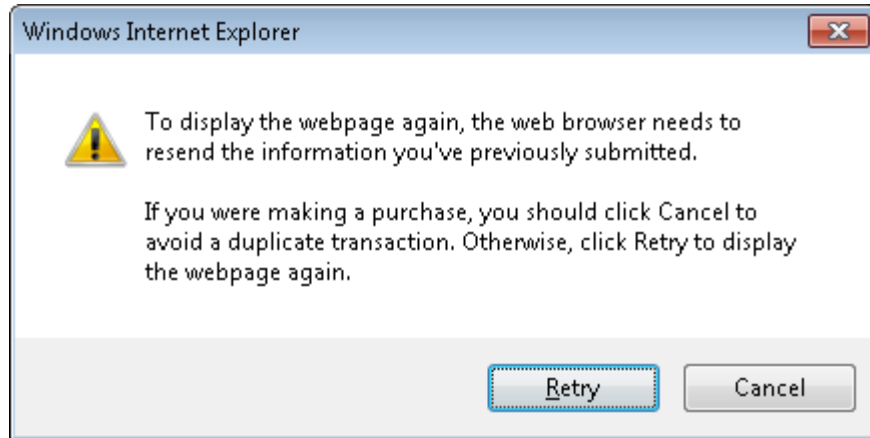 Windows Internet Explorer
To display the webpage again, the web browser needs to
resend the information you've previously submitted.
If you were making a purchase, you should click Cancel to
avoid a duplicate transaction. Otherwise, click Retry to display
the webpage again.
Retry
Cancel